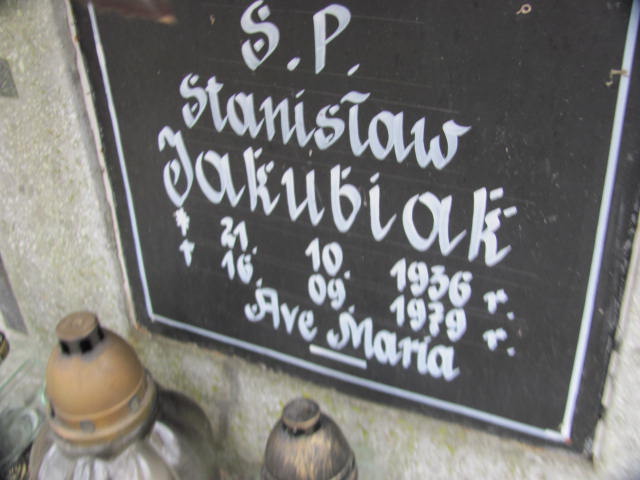 S.P.
Stanisław
Jakubiak
* 21. 10. 1936 r.
† 16. 09. 1979 r.
Ave Maria